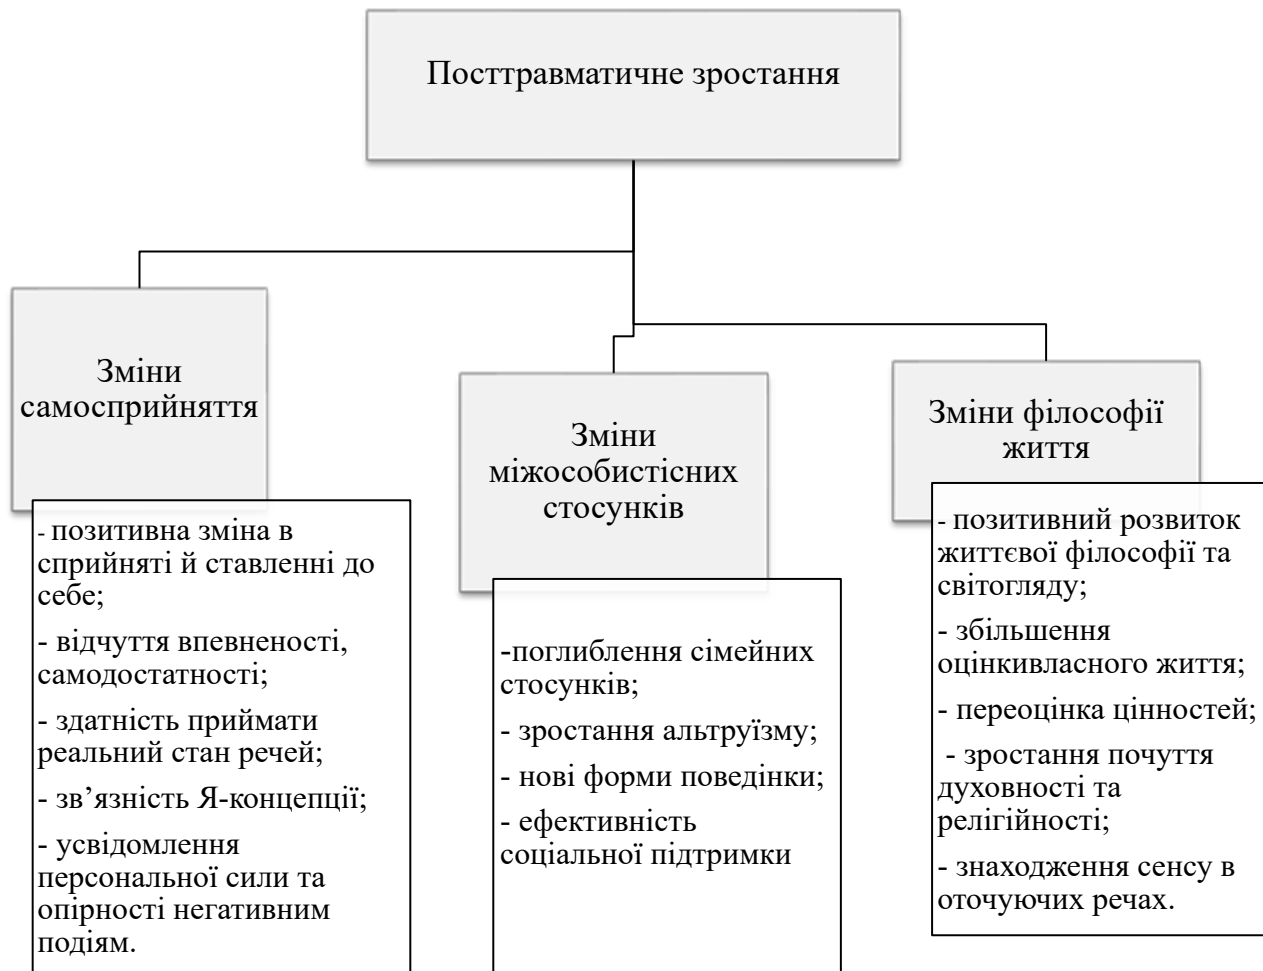 Посттравматичне зростання
Зміни
самосприйняття
- позитивна зміна в
сприйняті й ставленні до
себе;
- відчуття впевненості,
самодостатності;
- здатність приймати
реальний стан речей;
- зв’язність Я-концепції;
- усвідомлення
персональної сили та
опірності негативним
подіям.
Зміни
міжособистісних
стосунків
-поглиблення сімейних
стосунків;
- зростання альтруїзму;
- нові форми поведінки;
- ефективність
соціальної підтримки
Зміни філософії
життя
- позитивний розвиток
життєвої філософії та
світогляду;
- збільшення
оцінкивласного життя;
- переоцінка цінностей;
- зростання почуття
духовності та
релігійності;
- знаходження сенсу в
оточуючих речах.